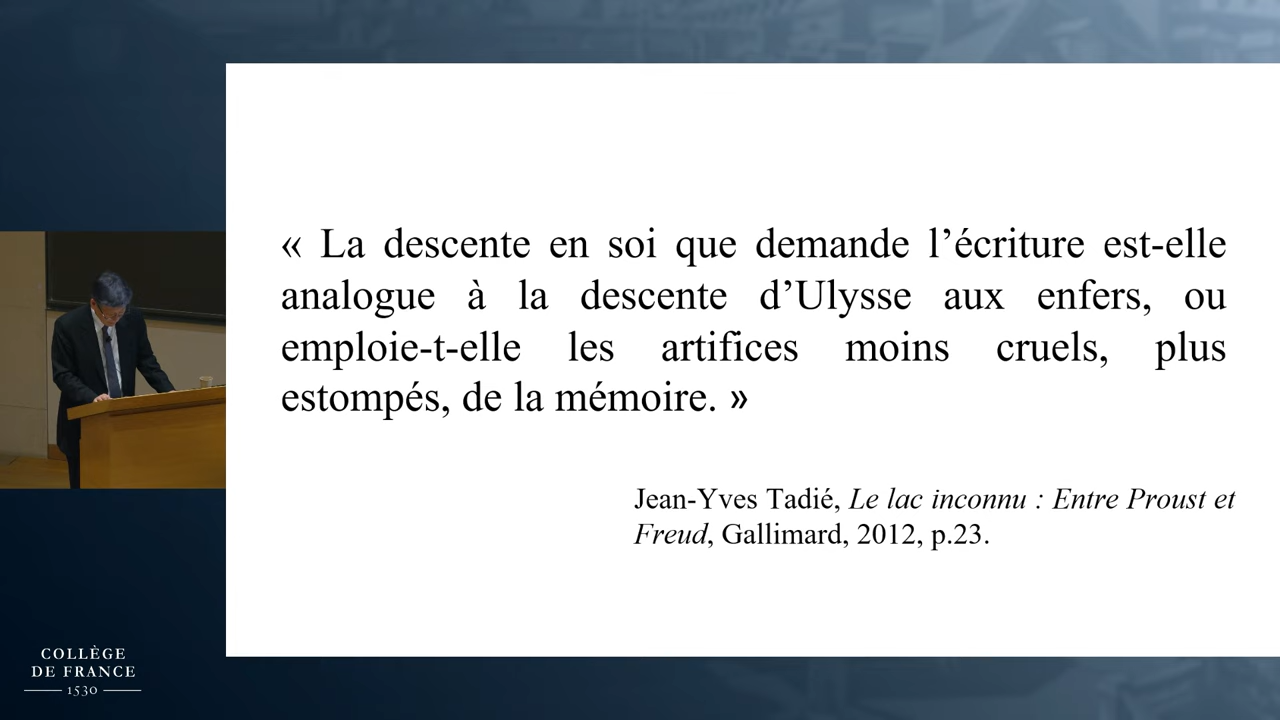 « La descente en soi que demande l’écriture est-elle
analogue à la descente d’Ulysse aux enfers, ou
emploie-t-elle les artifices moins cruels, plus
estompés, de la mémoire. »
Jean-Yves Tadié, Le lac inconnu : Entre Proust et
Freud, Gallimard, 2012, p.23.
COLLÈGE
DE FRANCE
1530